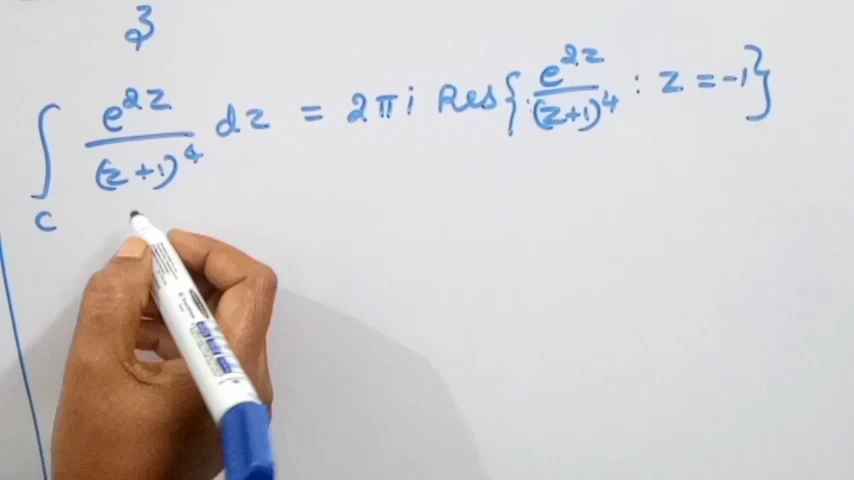 3
∫_C e^{2z}/(z+1)^4 dz = 2πi Res{e^{2z}/(z+1)^4 : z = -1}